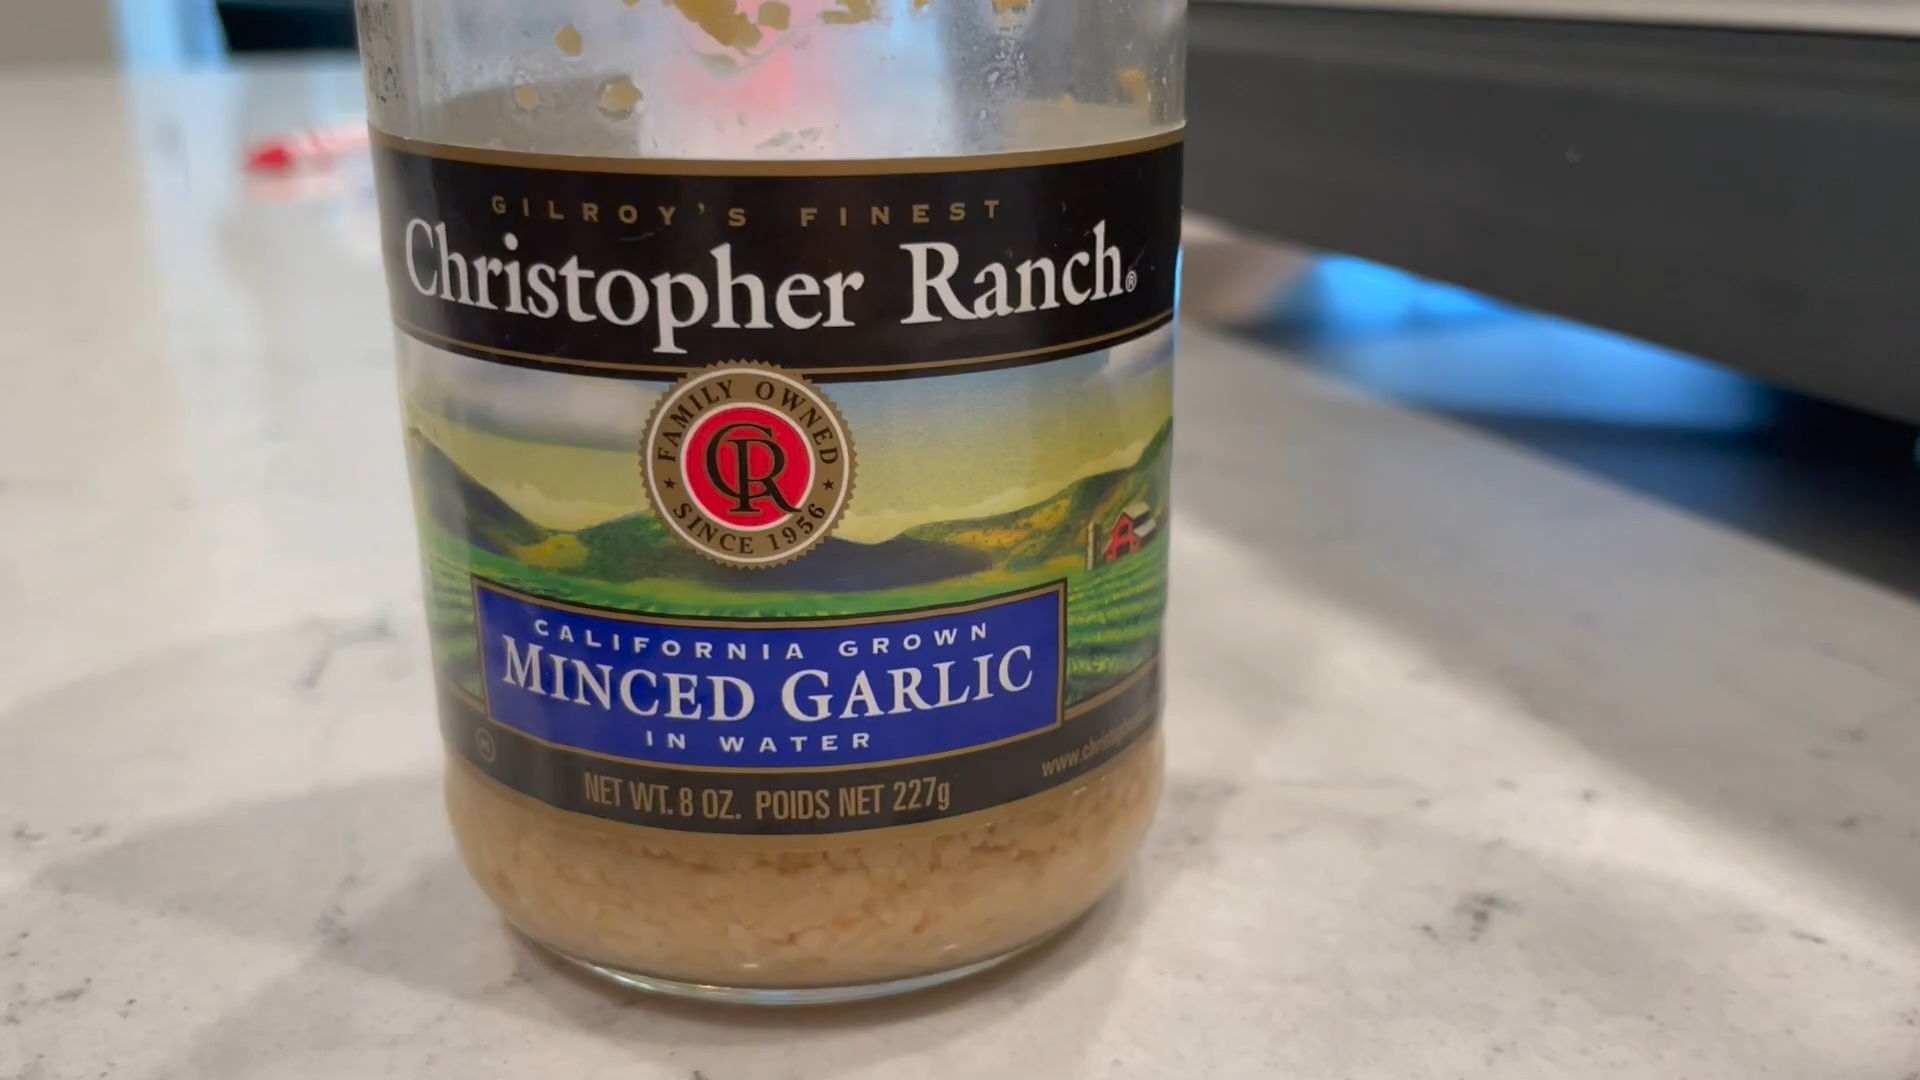 GILROY'S FINEST
Christopher Ranch®
FAMILY OWNED
CR
★ SINCE 1956 ★
CALIFORNIA GROWN
MINCED GARLIC
IN WATER
NET WT. 8 OZ. POIDS NET 227g